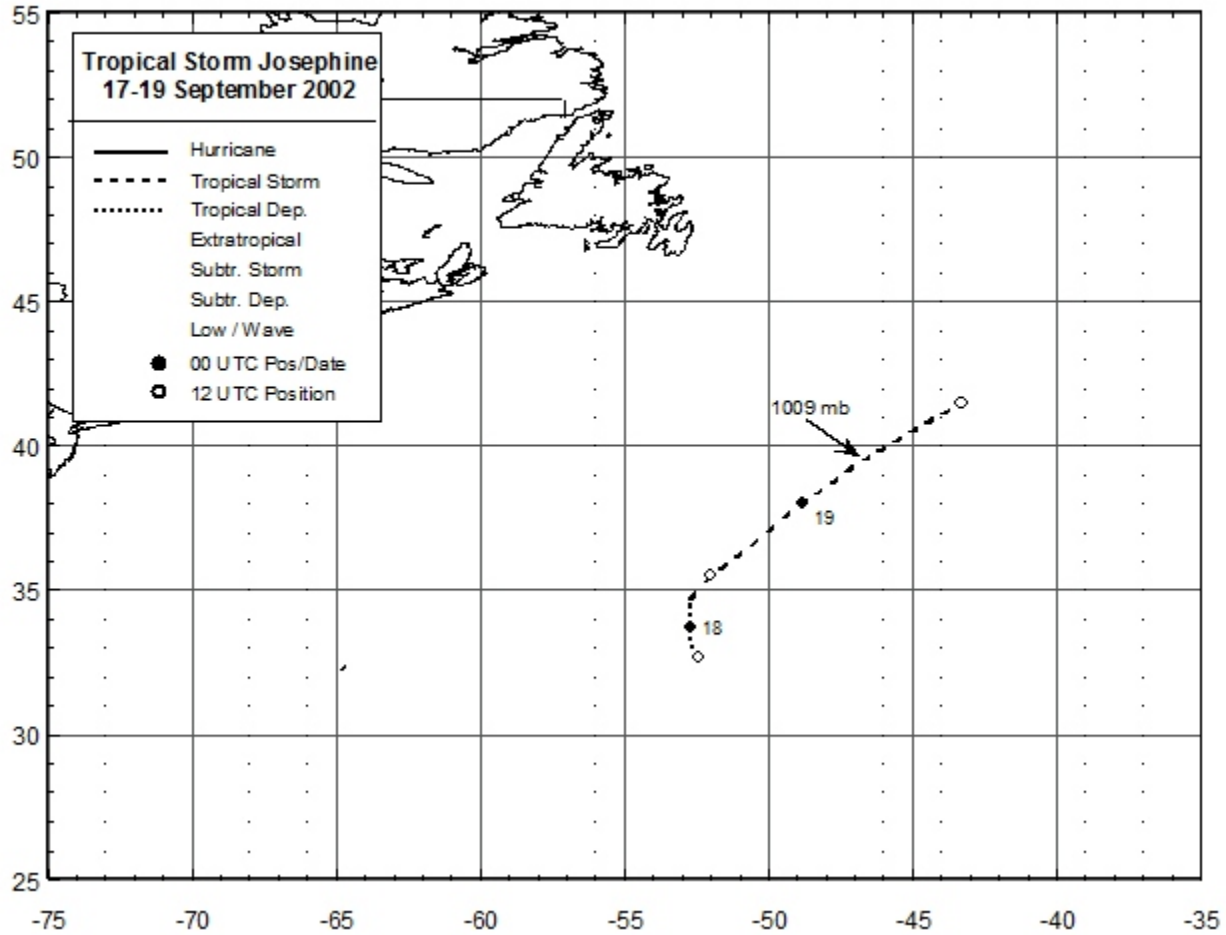 Tropical Storm Josephine
17-19 September 2002
Hurricane
Tropical Storm
Tropical Dep.
Extratropical
Subtr. Storm
Subtr. Dep.
Low / Wave
00 UTC Pos/Date
12 UTC Position
1009 mb
19
18
55
50
45
40
35
30
25
-75 -70 -65 -60 -55 -50 -45 -40 -35